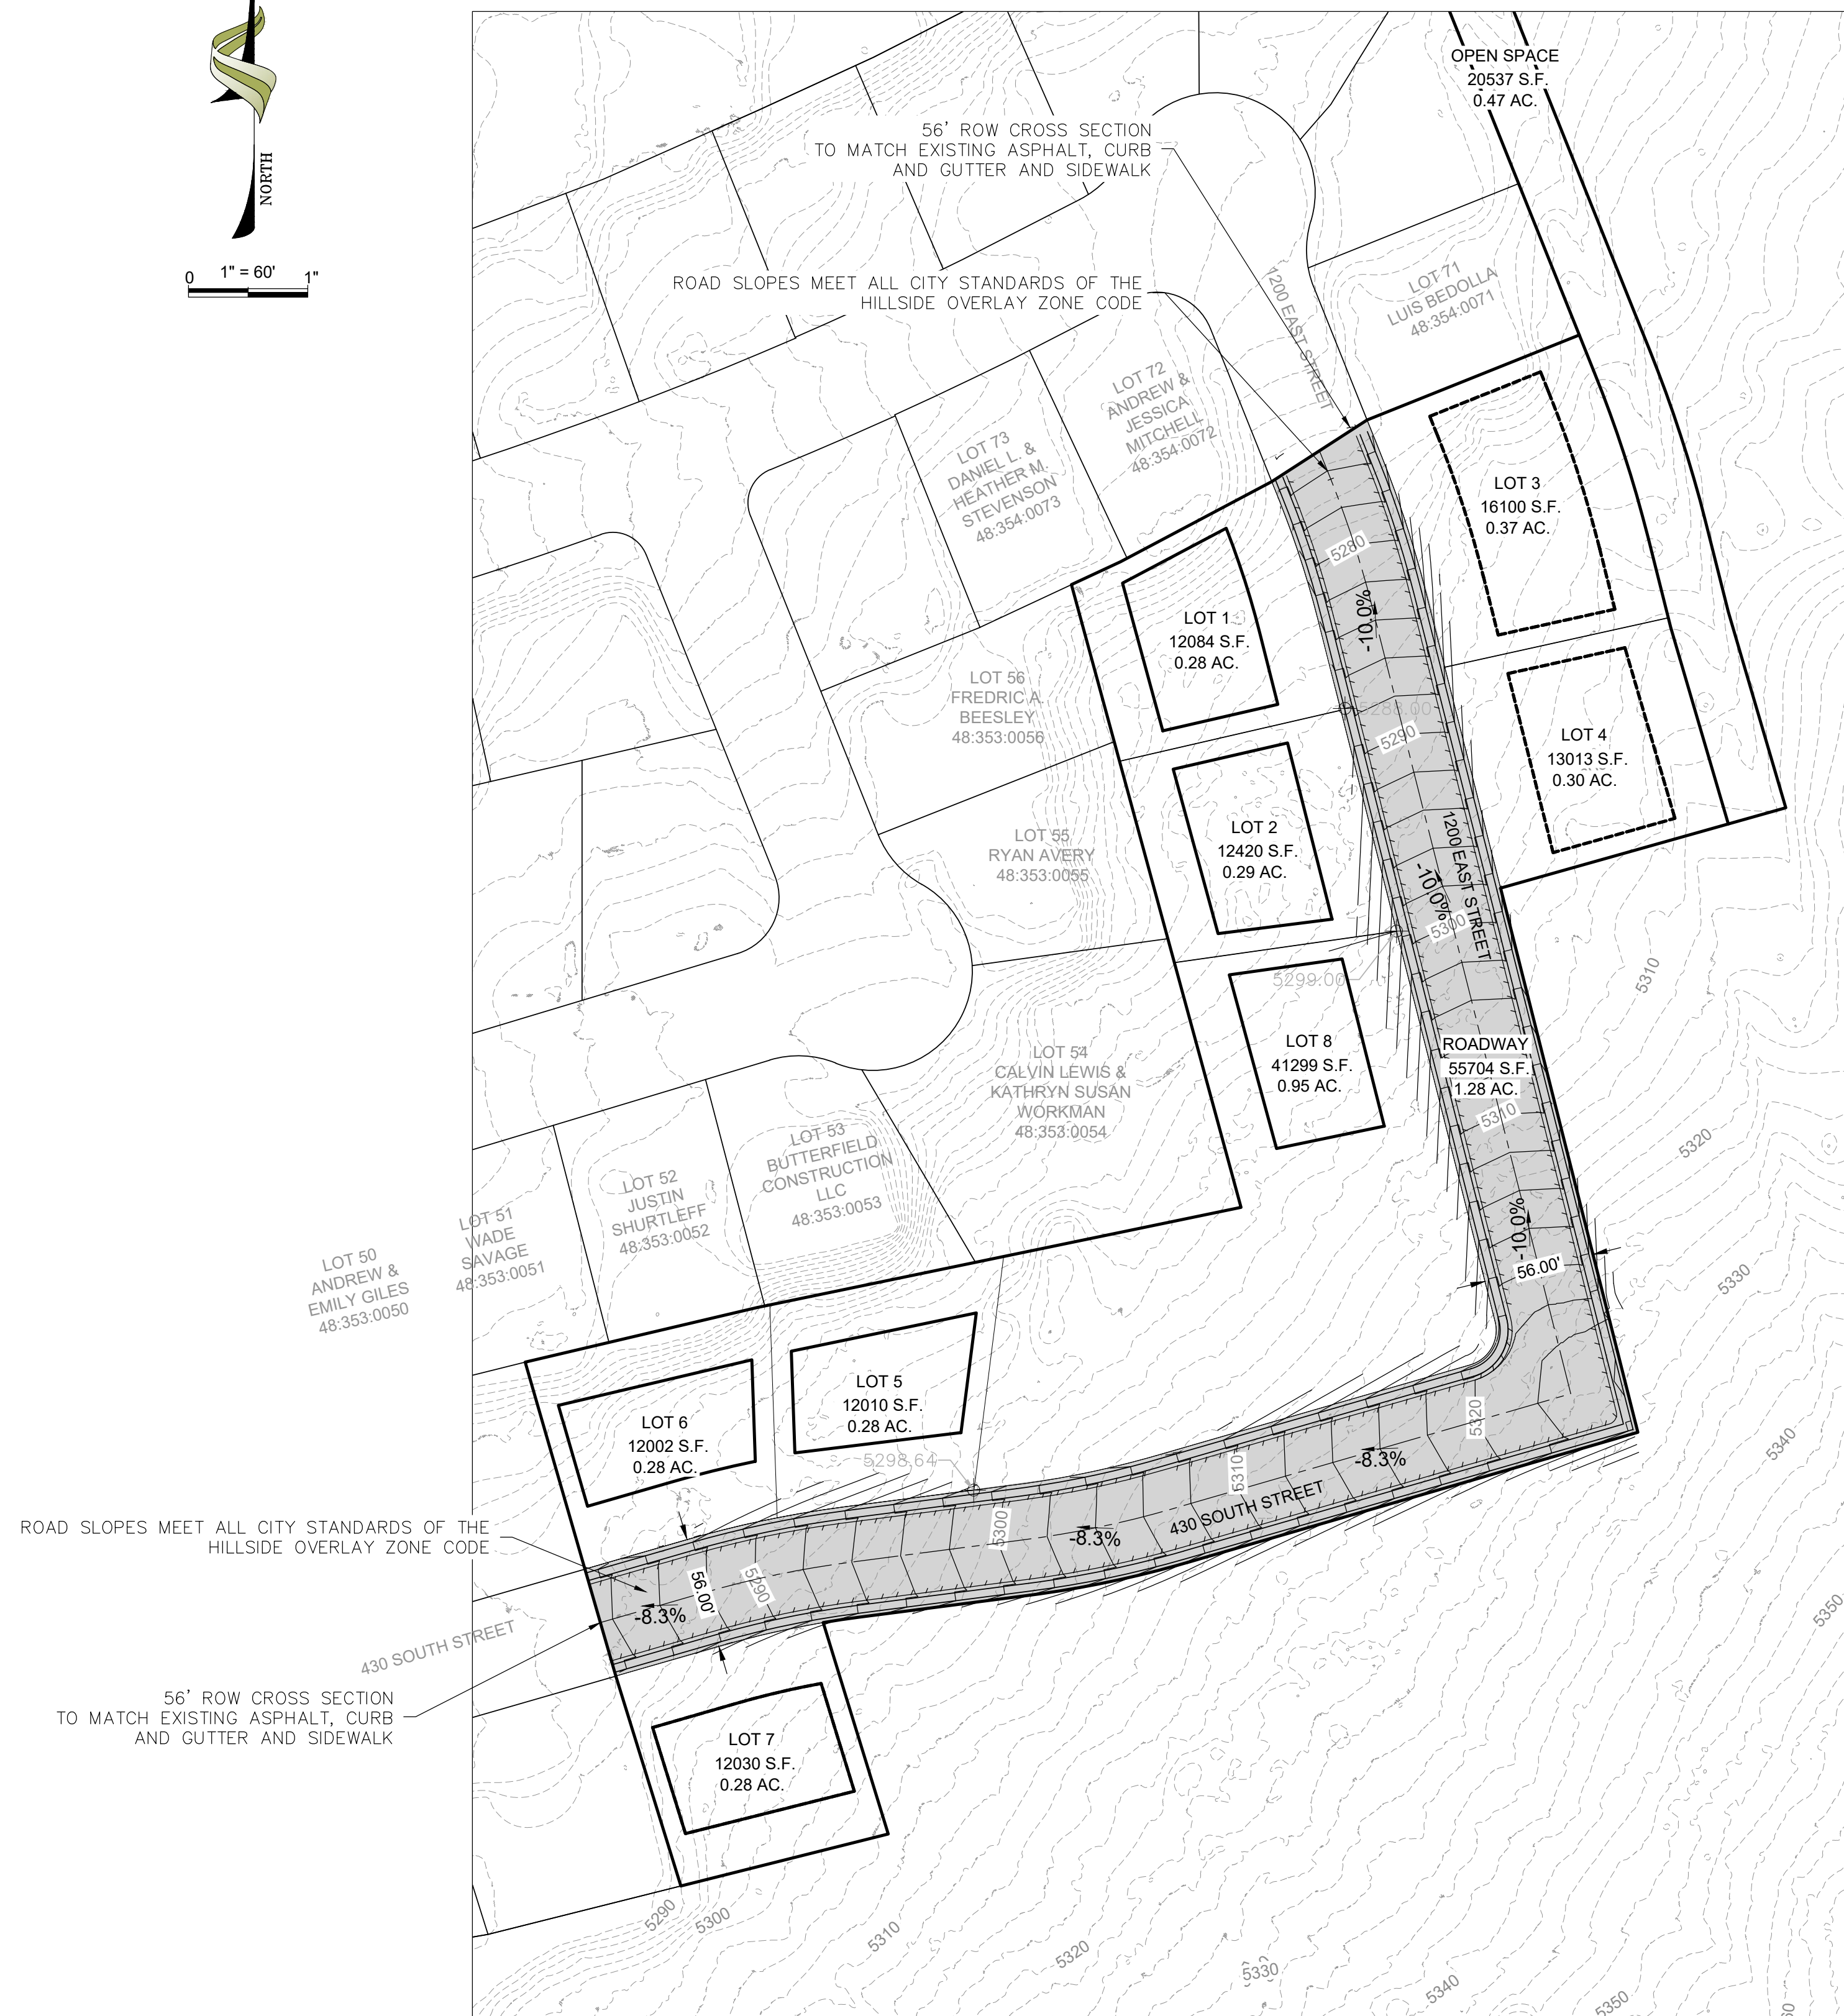 NORTH
0 1" = 60' 1"
OPEN SPACE
20537 S.F.
0.47 AC.
56' ROW CROSS SECTION
TO MATCH EXISTING ASPHALT, CURB
AND GUTTER AND SIDEWALK
ROAD SLOPES MEET ALL CITY STANDARDS OF THE
HILLSIDE OVERLAY ZONE CODE
1200 EAST STREET
LOT 71
LUIS BEDOLLA
48:354:0071
LOT 72
ANDREW &
JESSICA
MITCHELL
48:354:0072
LOT 73
DANIEL L. &
HEATHER M.
STEVENSON
48:354:0073
LOT 3
16100 S.F.
0.37 AC.
5280
-10.0%
LOT 1
12084 S.F.
0.28 AC.
LOT 56
FREDRIC A.
BEESLEY
48:353:0056
5288.00
5290
LOT 4
13013 S.F.
0.30 AC.
LOT 55
RYAN AVERY
48:353:0055
LOT 2
12420 S.F.
0.29 AC.
1200 EAST STREET
-10.0%
5300
5299.00
5310
LOT 54
CALVIN LEWIS &
KATHRYN SUSAN
WORKMAN
48:353:0054
LOT 8
41299 S.F.
0.95 AC.
ROADWAY
55704 S.F.
1.28 AC.
5310
5320
LOT 53
BUTTERFIELD
CONSTRUCTION
LLC
48:353:0053
LOT 52
JUSTIN
SHURTLEFF
48:353:0052
LOT 51
WADE
SAVAGE
48:353:0051
LOT 50
ANDREW &
EMILY GILES
48:353:0050
-10.0%
56.00'
5330
LOT 5
12010 S.F.
0.28 AC.
LOT 6
12002 S.F.
0.28 AC.
5298.64
5320
5310
-8.3%
5340
430 SOUTH STREET
5300
-8.3%
ROAD SLOPES MEET ALL CITY STANDARDS OF THE
HILLSIDE OVERLAY ZONE CODE
56.00'
5290
-8.3%
430 SOUTH STREET
5350
56' ROW CROSS SECTION
TO MATCH EXISTING ASPHALT, CURB
AND GUTTER AND SIDEWALK
LOT 7
12030 S.F.
0.28 AC.
5290
5300
5310
5320
5330
5340
5350